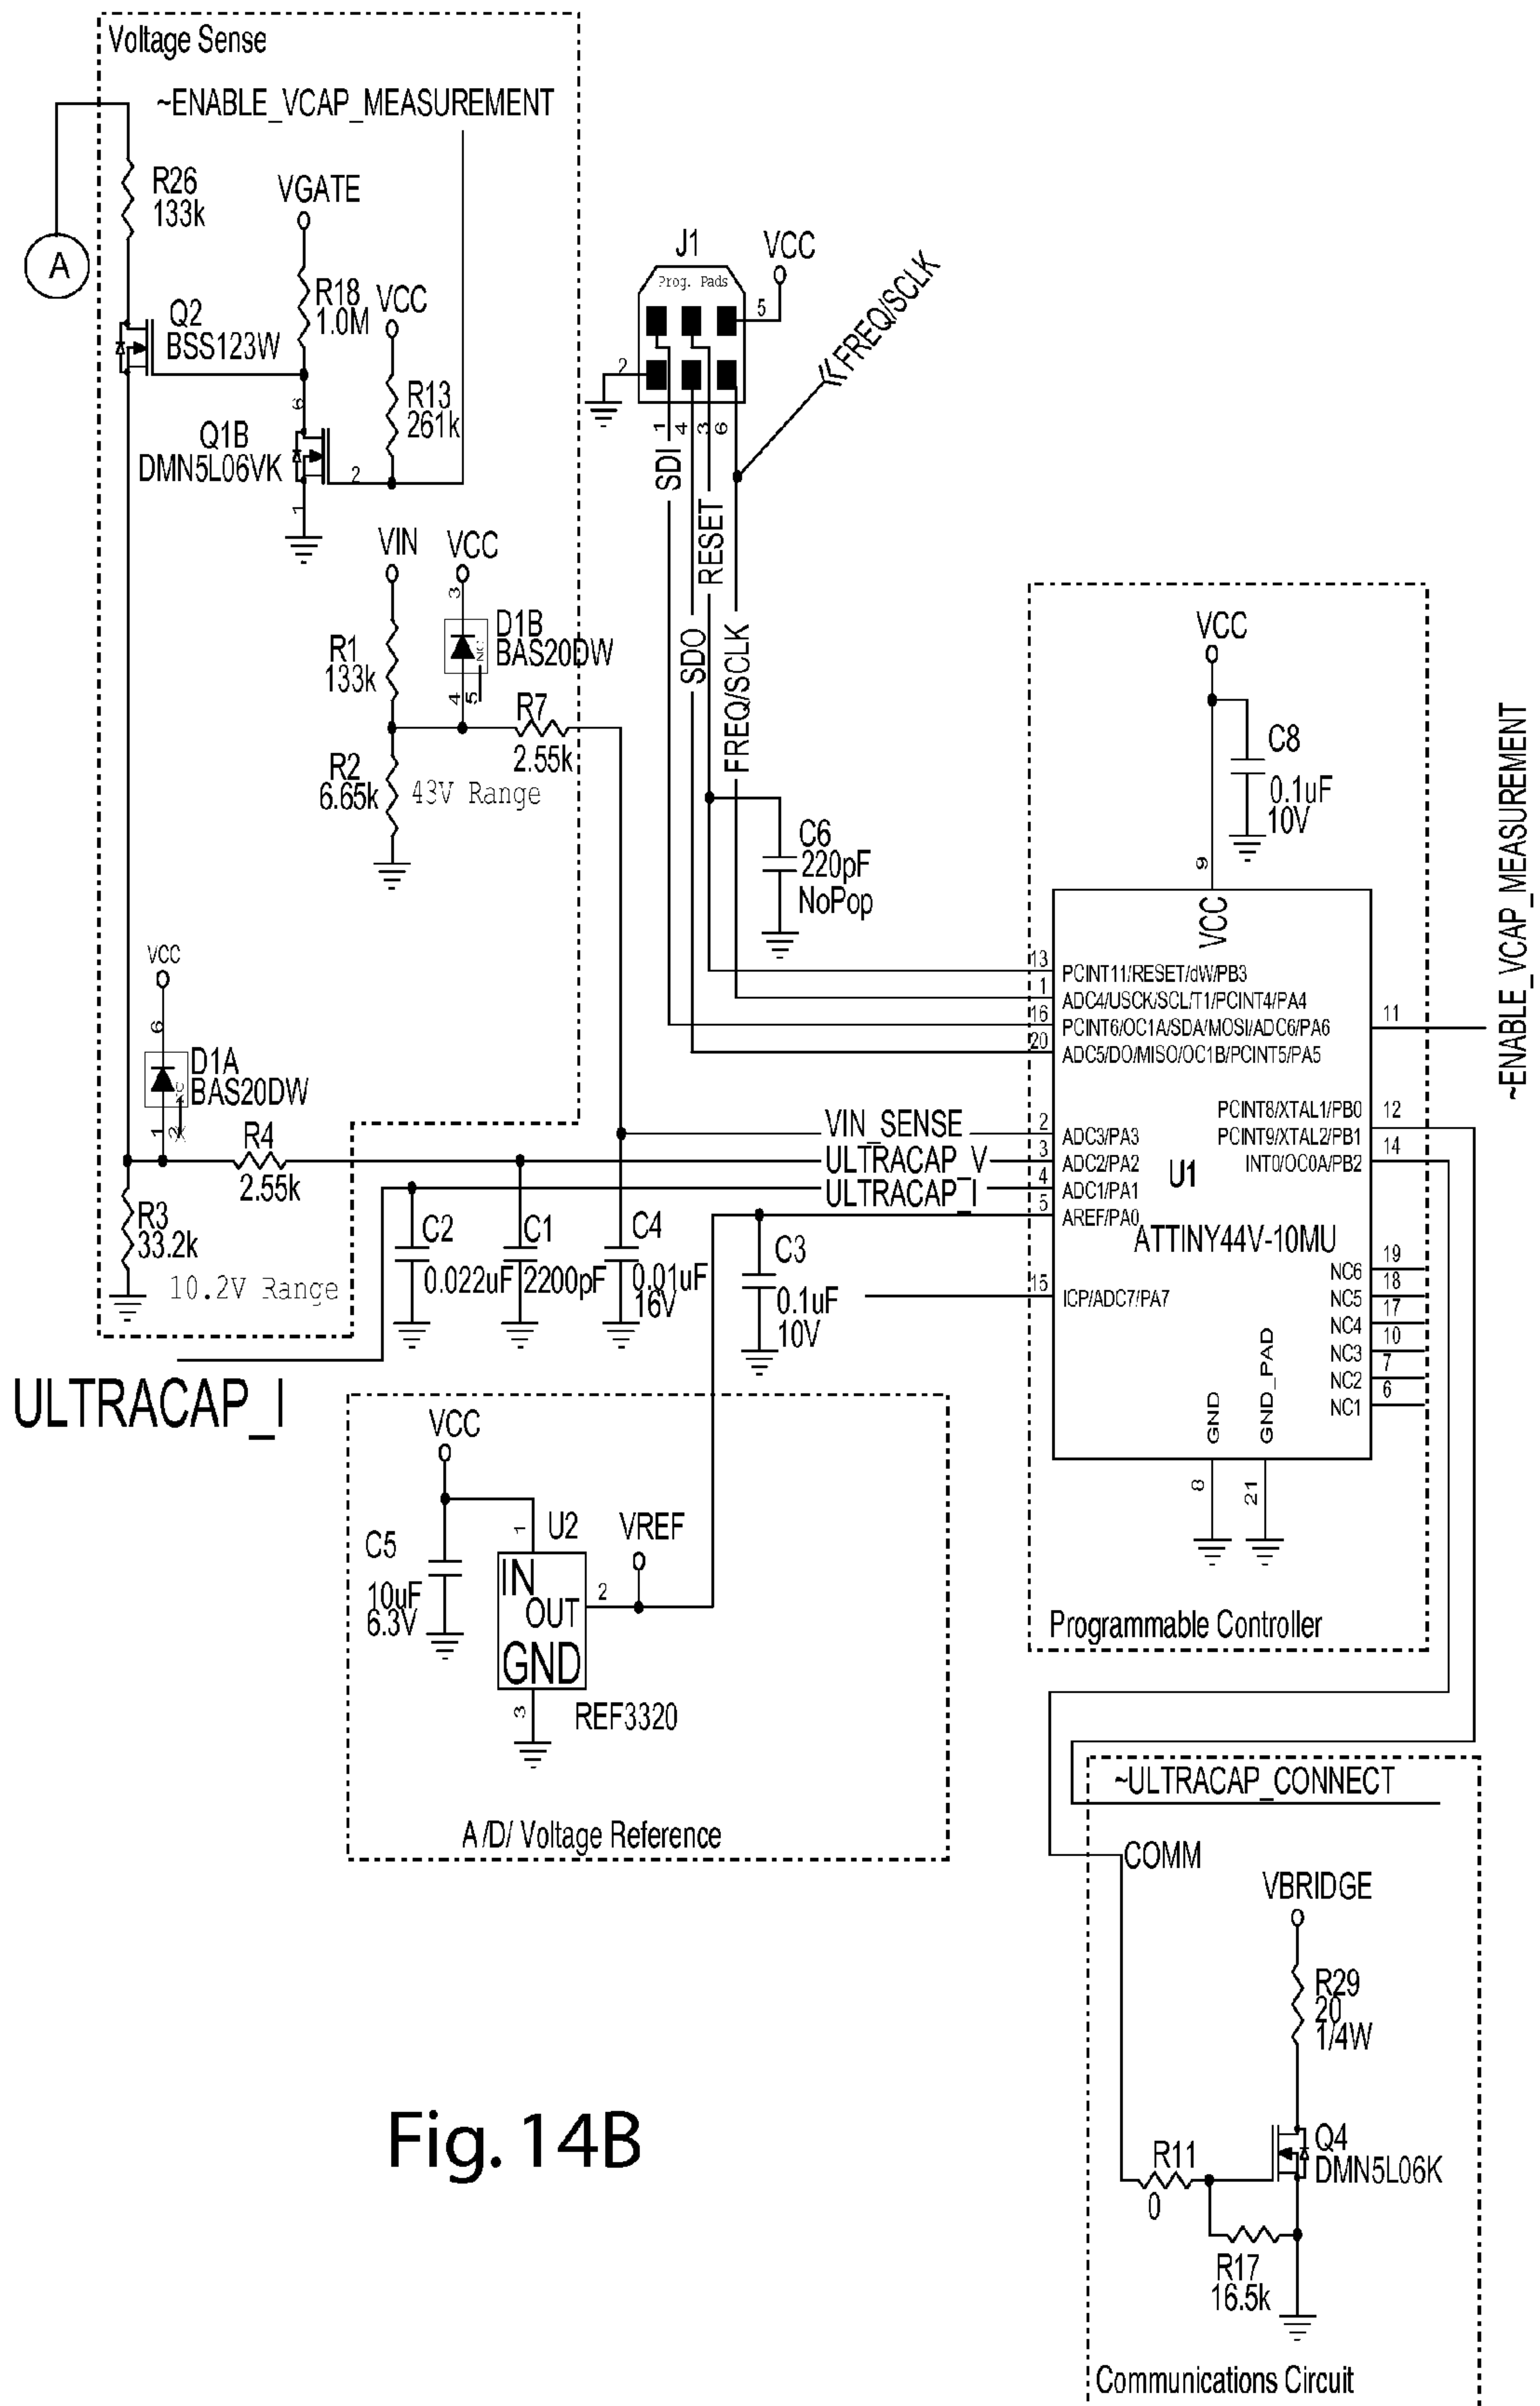 Voltage Sense
~ENABLE_VCAP_MEASUREMENT
A
R26
133k
VGATE
R18
1.0M
VCC
Q2
BSS123W
R13
261k
6
Q1B
DMN5L06VK
2
1
VIN
VCC
3
D1B
BAS20DW
NC
R1
133k
4
5
R7
2.55k
R2
6.65k
43V Range
J1
VCC
Prog. Pads
5
2
1
4
3
6
<<FREQ/SCLK
SDI
RESET
SDO
FREQ/SCLK
C6
220pF
NoPop
VCC
6
D1A
BAS20DW
NC
1
2
R4
2.55k
R3
33.2k
10.2V Range
ULTRACAP_I
C2
0.022uF
C1
2200pF
C4
0.01uF
16V
C3
0.1uF
10V
VIN_SENSE
ULTRACAP_V
ULTRACAP_I
VCC
C8
0.1uF
10V
9
VCC
13
PCINT11/RESET/dW/PB3
1
ADC4/USCK/SCL/T1/PCINT4/PA4
16
PCINT6/OC1A/SDA/MOSI/ADC6/PA6
20
ADC5/DO/MISO/OC1B/PCINT5/PA5
2
ADC3/PA3
3
ADC2/PA2
4
ADC1/PA1
5
AREF/PA0
15
ICP/ADC7/PA7
U1
ATTINY44V-10MU
11
~ENABLE_VCAP_MEASUREMENT
PCINT8/XTAL1/PB0 12
PCINT9/XTAL2/PB1
INT0/OC0A/PB2 14
NC6 19
NC5 18
NC4 17
NC3 10
NC2 7
NC1 6
GND
GND_PAD
8
21
Programmable Controller
VCC
C5
10uF
6.3V
1
U2
IN
OUT
GND
2
VREF
3
REF3320
A/D/ Voltage Reference
~ULTRACAP_CONNECT
COMM
VBRIDGE
R29
20
1/4W
Q4
DMN5L06K
R11
0
R17
16.5k
Communications Circuit
Fig. 14B